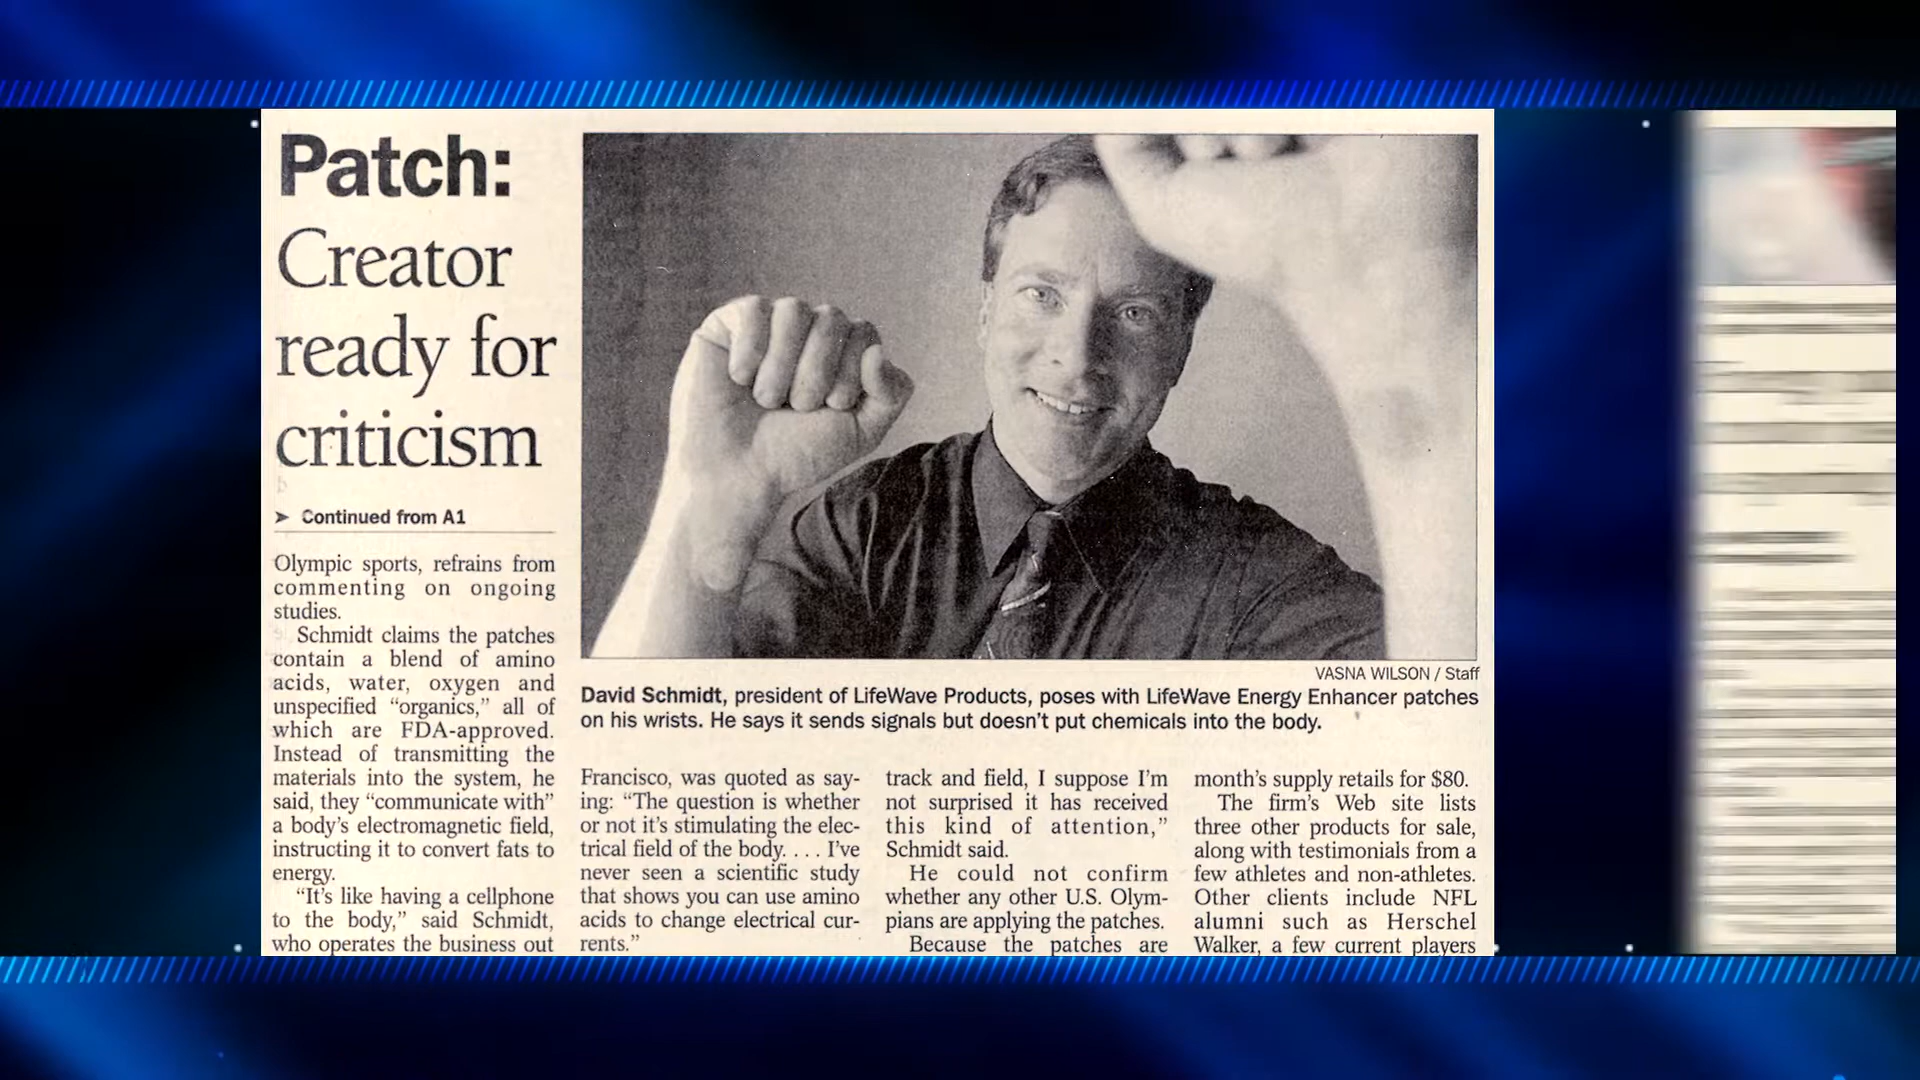 Patch:
Creator
ready for
criticism
➤ Continued from A1
Olympic sports, refrains from
commenting on ongoing
studies.
Schmidt claims the patches
contain a blend of amino
acids, water, oxygen and
unspecified “organics,” all of
which are FDA-approved.
Instead of transmitting the
materials into the system, he
said, they “communicate with”
a body’s electromagnetic field,
instructing it to convert fats to
energy.
“It’s like having a cellphone
to the body,” said Schmidt,
who operates the business out
VASNA WILSON / Staff
David Schmidt, president of LifeWave Products, poses with LifeWave Energy Enhancer patches
on his wrists. He says it sends signals but doesn’t put chemicals into the body.
Francisco, was quoted as say-
ing: “The question is whether
or not it’s stimulating the elec-
trical field of the body. . . . I’ve
never seen a scientific study
that shows you can use amino
acids to change electrical cur-
rents.”
track and field, I suppose I’m
not surprised it has received
this kind of attention,”
Schmidt said.
He could not confirm
whether any other U.S. Olym-
pians are applying the patches.
Because the patches are
month’s supply retails for $80.
The firm’s Web site lists
three other products for sale,
along with testimonials from a
few athletes and non-athletes.
Other clients include NFL
alumni such as Herschel
Walker, a few current players